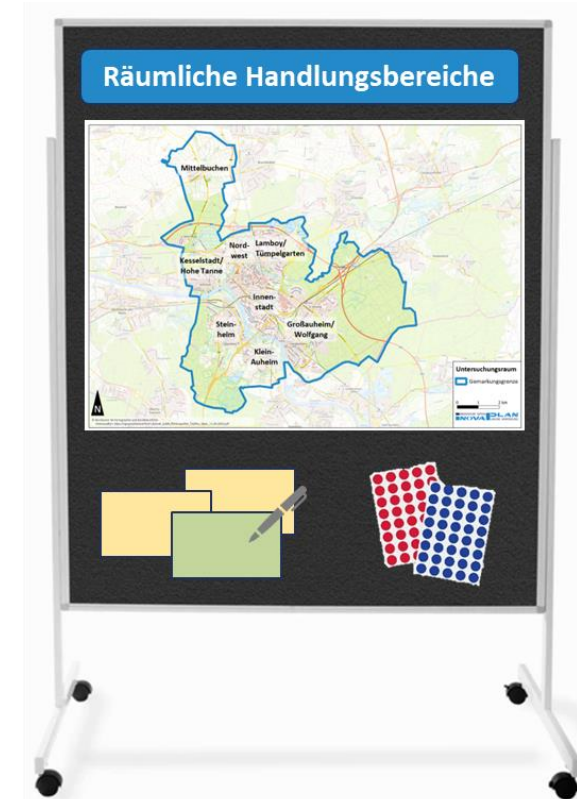 Räumliche Handlungsbereiche
Mittelbuchen
Nord-
west
Lamboy/
Tümpelgarten
Kesselstadt/
Hohe Tanne
Innen-
stadt
Stein-
heim
Großauheim/
Wolfgang
Klein-
Auheim
Untersuchungsraum
Gemarkungsgrenze
N